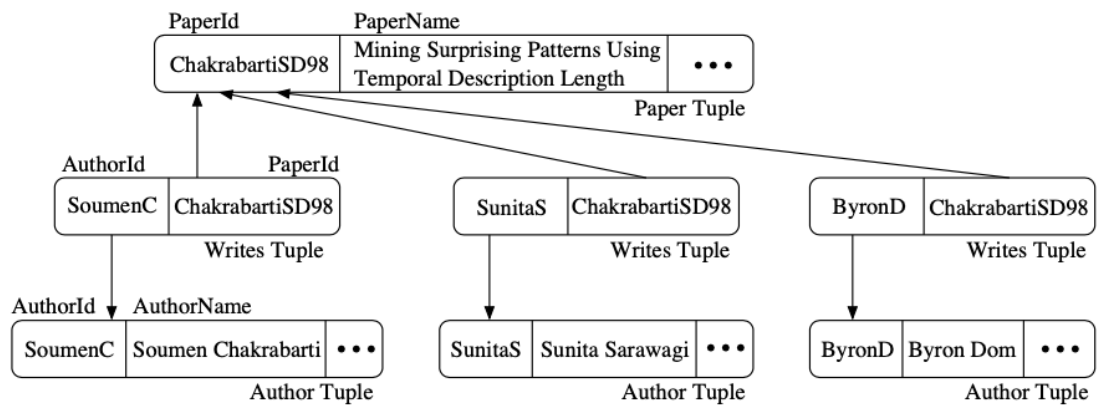 PaperId PaperName
ChakrabartiSD98 Mining Surprising Patterns Using
Temporal Description Length •••
Paper Tuple
AuthorId PaperId
SoumenC ChakrabartiSD98 SunitaS ChakrabartiSD98 ByronD ChakrabartiSD98
Writes Tuple Writes Tuple Writes Tuple
AuthorId AuthorName
SoumenC Soumen Chakrabarti ••• SunitaS Sunita Sarawagi ••• ByronD Byron Dom •••
Author Tuple Author Tuple Author Tuple